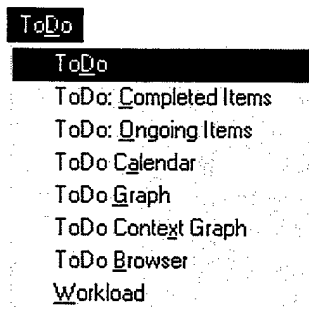 ToDo
ToDo
ToDo: Completed Items
ToDo: Ongoing Items
ToDo Calendar
ToDo Graph
ToDo Context Graph
ToDo Browser
Workload